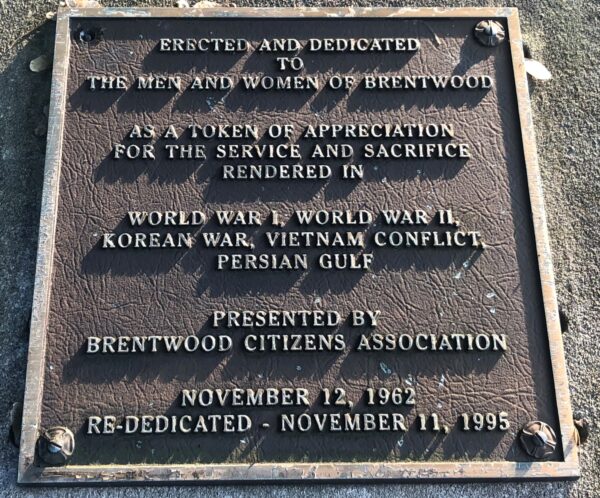 ERECTED AND DEDICATED
TO
THE MEN AND WOMEN OF BRENTWOOD
AS A TOKEN OF APPRECIATION
FOR THE SERVICE AND SACRIFICE
RENDERED IN
WORLD WAR I, WORLD WAR II,
KOREAN WAR, VIETNAM CONFLICT,
PERSIAN GULF
PRESENTED BY
BRENTWOOD CITIZENS ASSOCIATION
NOVEMBER 12, 1962
RE-DEDICATED - NOVEMBER 11, 1995